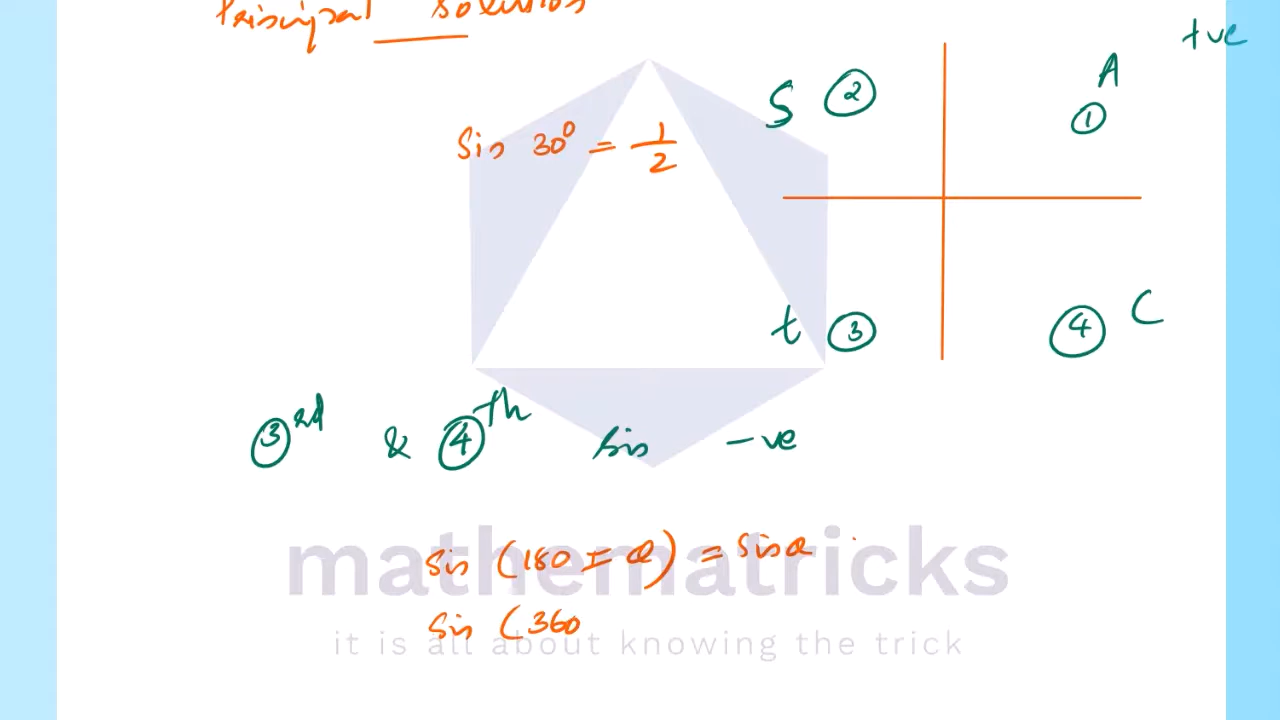 Principal solution
+ve
S ② A ①
sin 30° = 1/2
t ③ ④ C
③rd & ④th sin -ve
sin (180 ± θ) = sin θ
sin (360
mathematricks
it is all about knowing the trick